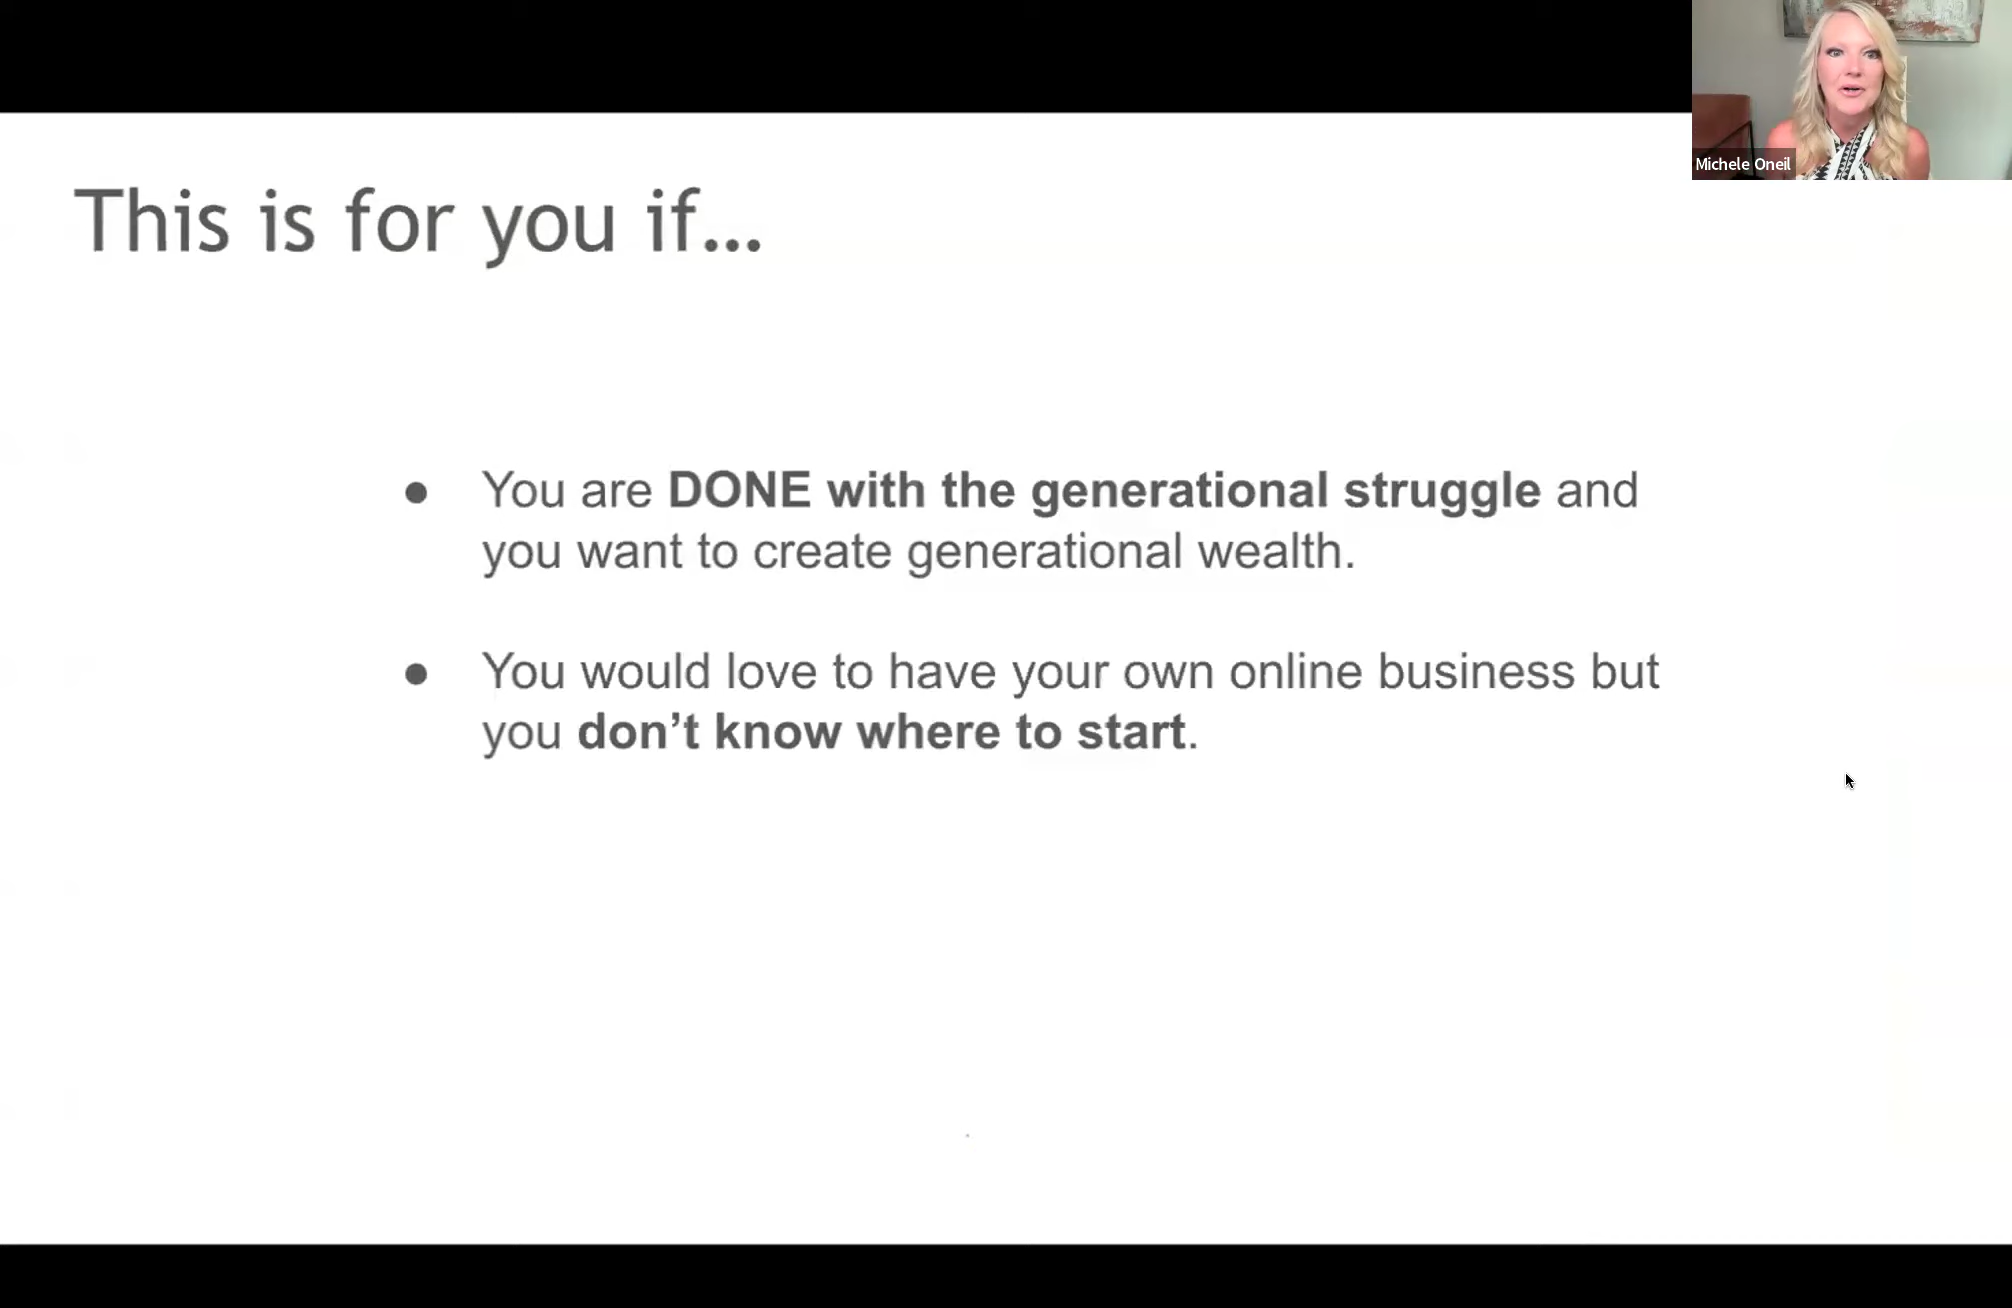 Michele Oneil
This is for you if...
● You are DONE with the generational struggle and
you want to create generational wealth.
● You would love to have your own online business but
you don’t know where to start.